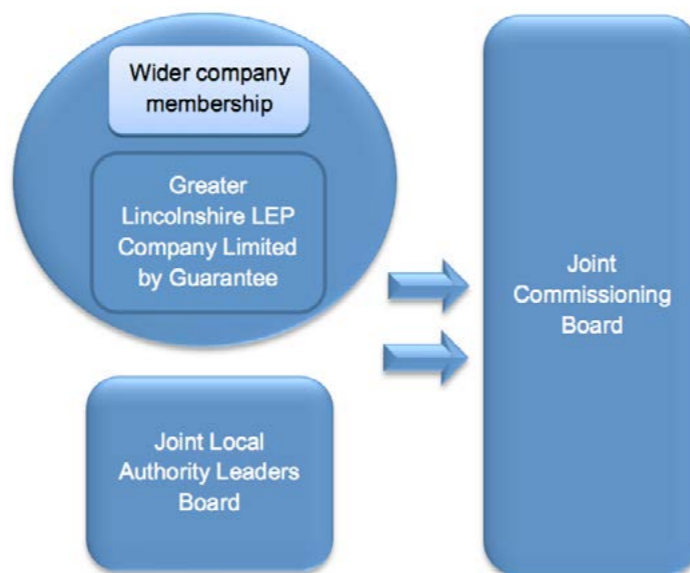 Wider company
membership
Greater
Lincolnshire LEP
Company Limited
by Guarantee
Joint
Commissioning
Board
Joint Local
Authority Leaders
Board